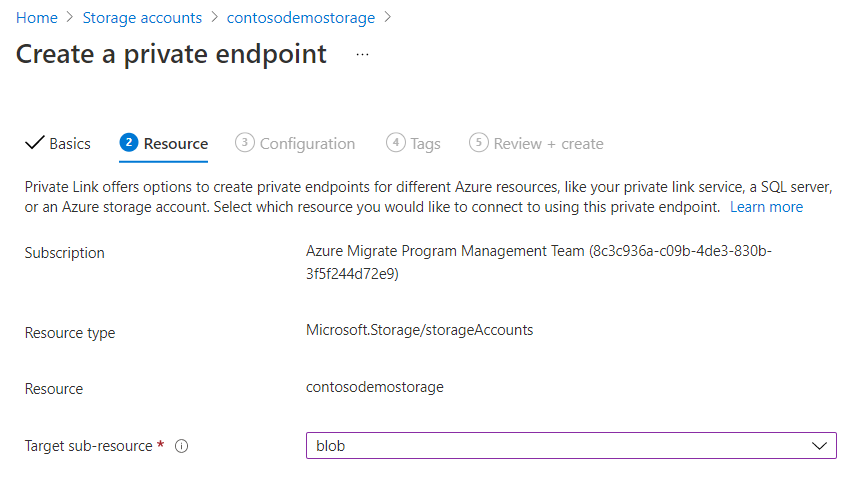 Home > Storage accounts > contosodemostorage >
Create a private endpoint ...
Basics 2 Resource 3 Configuration 4 Tags 5 Review + create
Private Link offers options to create private endpoints for different Azure resources, like your private link service, a SQL server,
or an Azure storage account. Select which resource you would like to connect to using this private endpoint. Learn more
Subscription Azure Migrate Program Management Team (8c3c936a-c09b-4de3-830b-
3f5f244d72e9)
Resource type Microsoft.Storage/storageAccounts
Resource contosodemostorage
Target sub-resource * blob